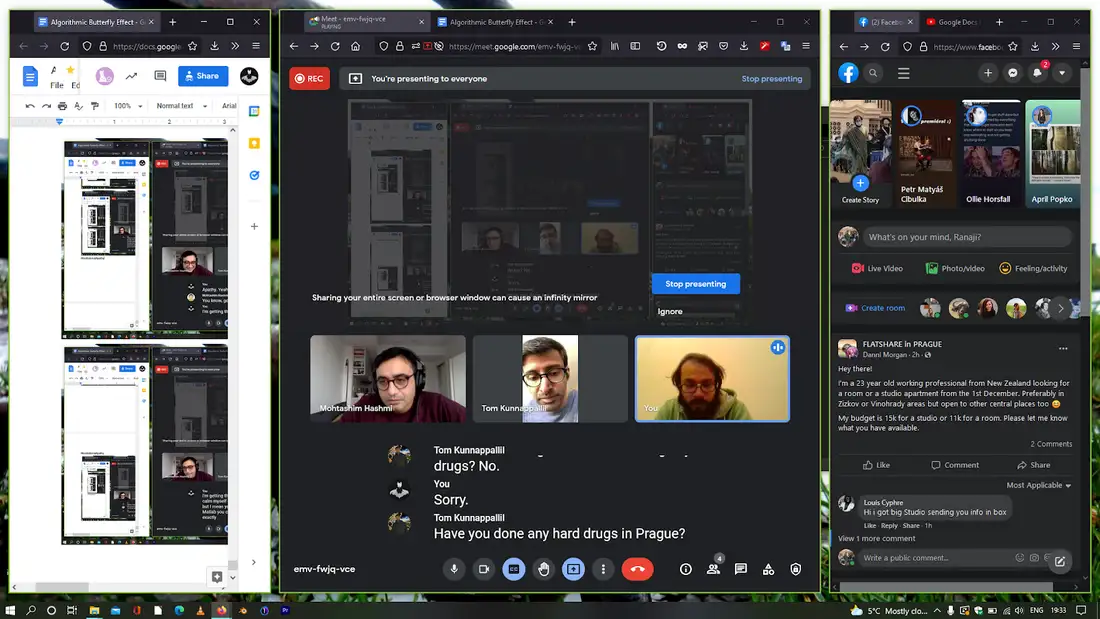 Algorithmic Butterfly Effect - G
https://docs.google
File
Share
100%
Normal text
Arial
1
2
3
Meet - emv-fwjq-vce
PLAYING
Algorithmic Butterfly Effect - G
https://meet.google.com/emv-fwjq-v
REC
You're presenting to everyone
Stop presenting
Sharing your entire screen or browser window can cause an infinity mirror
Stop presenting
Ignore
Mohtashim Hashmi
Tom Kunnappallil
You
Tom Kunnappallil
drugs? No.
You
Sorry.
Tom Kunnappallil
Have you done any hard drugs in Prague?
emv-fwjq-vce
4
(2) Facebook
Google Docs
https://www.faceboo
2
Create Story
premiéda! :)
Petr Matyáš
Cibulka
Ollie Horsfall
April Popko
What's on your mind, Ranaji?
Live Video
Photo/video
Feeling/activity
Create room
FLATSHARE in PRAGUE
Danni Morgan · 2h ·
Hey there!
I'm a 23 year old working professional from New Zealand looking for
a room or a studio apartment from the 1st December. Preferably in
Zizkov or Vinohrady areas but open to other central places too 😄
My budget is 15k for a studio or 11k for a room. Please let me know
what you have available.
2 Comments
Like
Comment
Share
Most Applicable
Louis Cyphre
Hi i got big Studio sending you info in box
Like · Reply · Share · 1h
View 1 more comment
Write a public comment...
5°C Mostly clo...
ENG
19:33